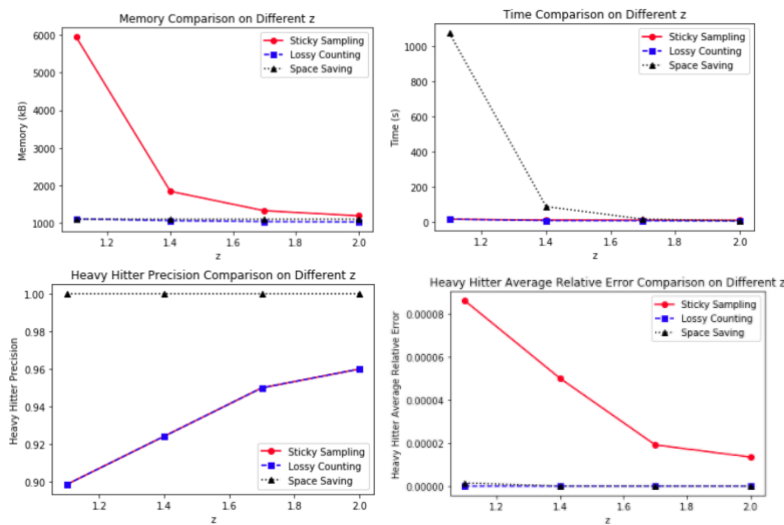 Memory Comparison on Different z
6000
5000
4000
3000
2000
1000
Memory (kB)
Sticky Sampling
Lossy Counting
Space Saving
1.2
1.4
1.6
1.8
2.0
z
Time Comparison on Different z
1000
800
600
400
200
0
Time (s)
Sticky Sampling
Lossy Counting
Space Saving
1.2
1.4
1.6
1.8
2.0
z
Heavy Hitter Precision Comparison on Different z
1.00
0.98
0.96
0.94
0.92
0.90
Heavy Hitter Precision
Sticky Sampling
Lossy Counting
Space Saving
1.2
1.4
1.6
1.8
2.0
z
Heavy Hitter Average Relative Error Comparison on Different z
0.00008
0.00006
0.00004
0.00002
0.00000
Heavy Hitter Average Relative Error
Sticky Sampling
Lossy Counting
Space Saving
1.2
1.4
1.6
1.8
2.0
z